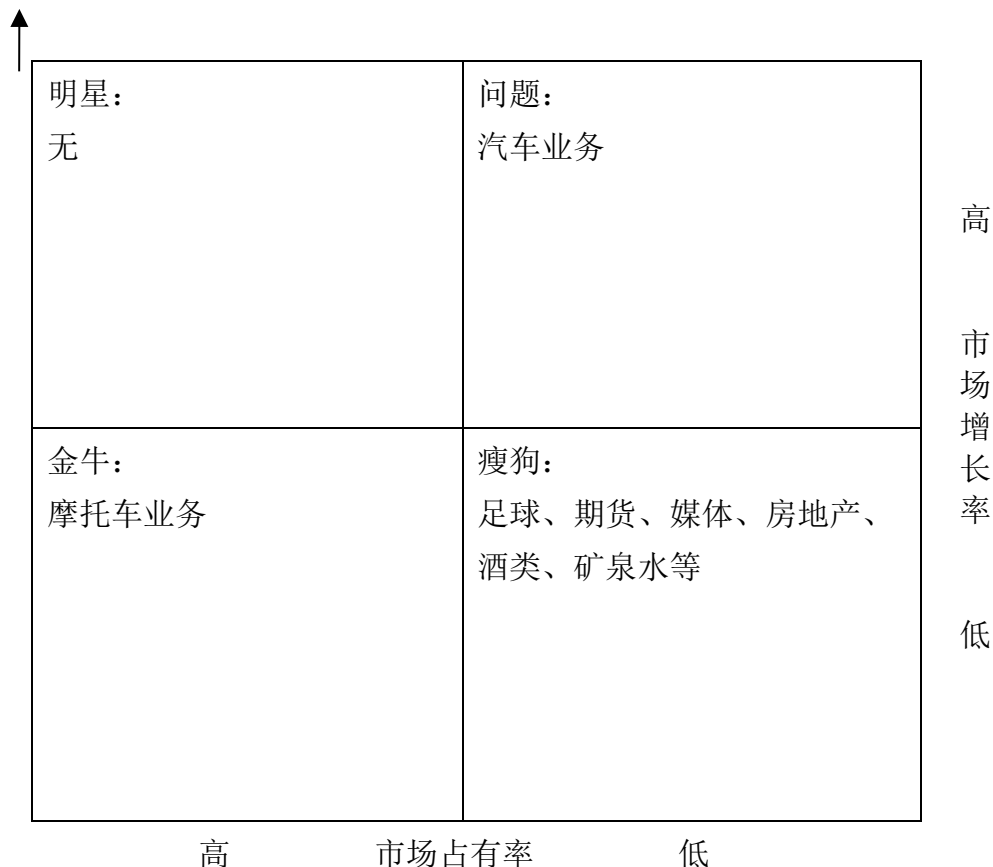 明星：
无
问题：
汽车业务
金牛：
摩托车业务
瘦狗：
足球、期货、媒体、房地产、
酒类、矿泉水等
高
市场增长率
低
高 市场占有率 低